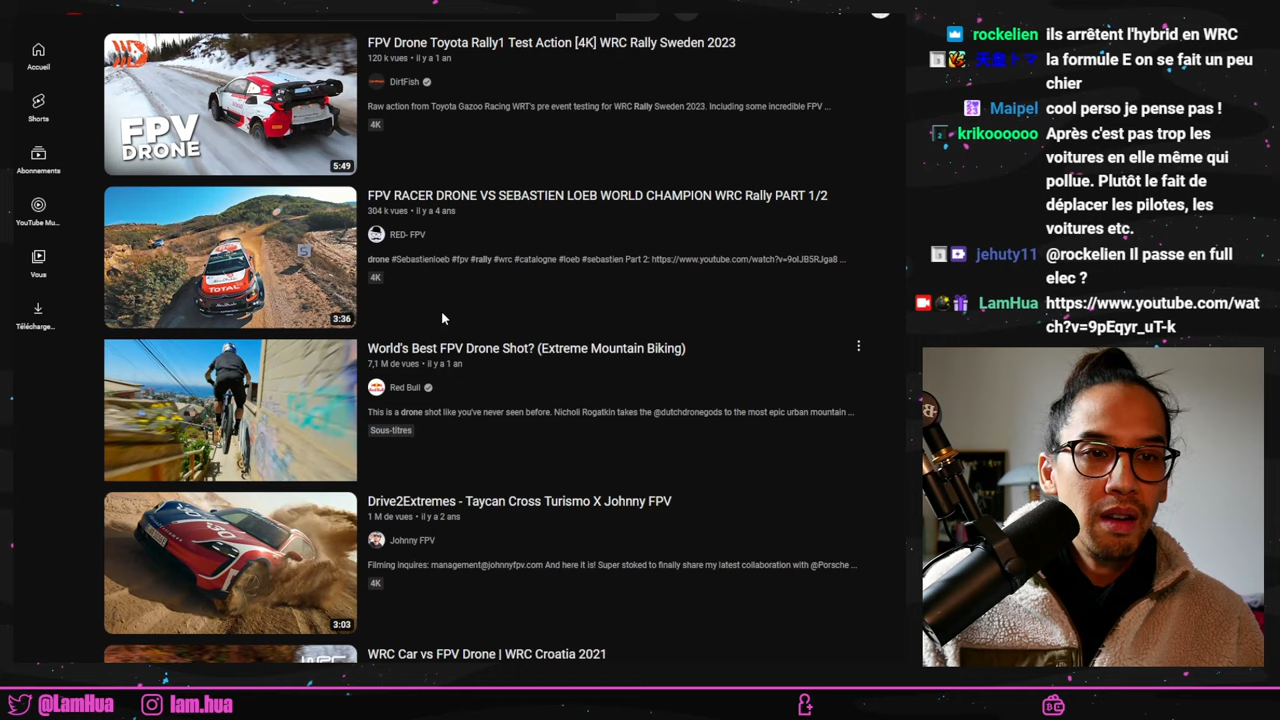 Accueil
Shorts
Abonnements
YouTube Mu...
Vous
Télécharge...
FPV
DRONE
5:49
FPV Drone Toyota Rally1 Test Action [4K] WRC Rally Sweden 2023
120 k vues • il y a 1 an
DirtFish
Raw action from Toyota Gazoo Racing WRT's pre event testing for WRC Rally Sweden 2023. Including some incredible FPV ...
4K
TOTAL
3:36
FPV RACER DRONE VS SEBASTIEN LOEB WORLD CHAMPION WRC Rally PART 1/2
304 k vues • il y a 4 ans
RED- FPV
drone #Sebastienloeb #fpv #rally #wrc #catalogne #loeb #sebastien Part 2: https://www.youtube.com/watch?v=9olJB5RJga8 ...
4K
World's Best FPV Drone Shot? (Extreme Mountain Biking)
7,1 M de vues • il y a 1 an
Red Bull
This is a drone shot like you've never seen before. Nicholi Rogatkin takes the @dutchdronegods to the most epic urban mountain ...
Sous-titres
3:03
Drive2Extremes - Taycan Cross Turismo X Johnny FPV
1 M de vues • il y a 2 ans
Johnny FPV
Filming inquires: management@johnnyfpv.com And here it is! Super stoked to finally share my latest collaboration with @Porsche ...
4K
WRC Car vs FPV Drone | WRC Croatia 2021
rockelien ils arrêtent l'hybrid en WRC
la formule E on se fait un peu
chier
Maipel cool perso je pense pas !
krikoooooo Après c'est pas trop les
voitures en elle même qui
pollue. Plutôt le fait de
déplacer les pilotes, les
voitures etc.
jehuty11 @rockelien Il passe en full
elec ?
LamHua https://www.youtube.com/wat
ch?v=9pEqyr_uT-k
@LamHua lam.hua